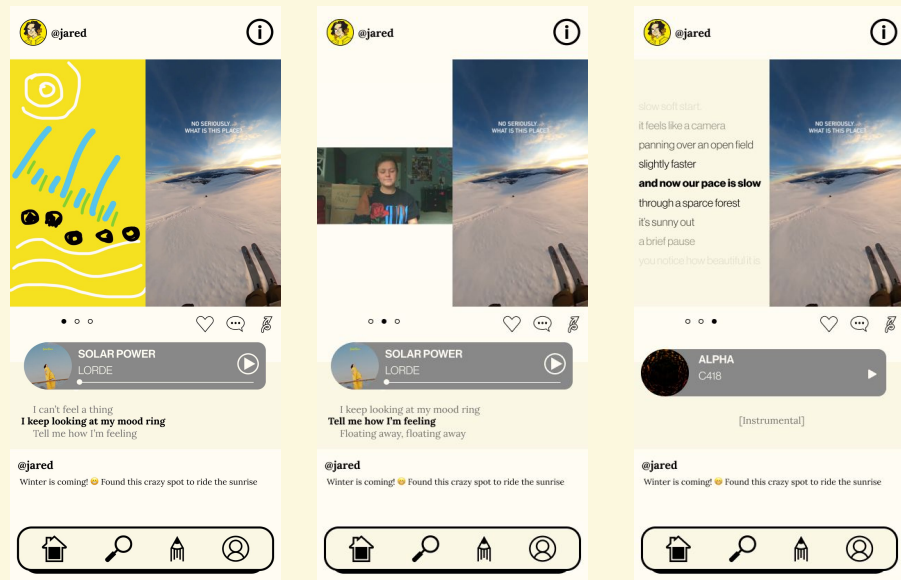 @jared
NO SERIOUSLY
WHAT IS THIS PLACE?
SOLAR POWER
LORDE
I can't feel a thing
I keep looking at my mood ring
Tell me how I'm feeling
@jared
Winter is coming! 😊 Found this crazy spot to ride the sunrise
@jared
NO SERIOUSLY
WHAT IS THIS PLACE?
SOLAR POWER
LORDE
I keep looking at my mood ring
Tell me how I'm feeling
Floating away, floating away
@jared
Winter is coming! 😊 Found this crazy spot to ride the sunrise
@jared
slow soft start
it feels like a camera
panning over an open field
slightly faster
and now our pace is slow
through a sparce forest
it's sunny out
a brief pause
you notice how beautiful it is
NO SERIOUSLY
WHAT IS THIS PLACE?
ALPHA
C418
[Instrumental]
@jared
Winter is coming! 😊 Found this crazy spot to ride the sunrise